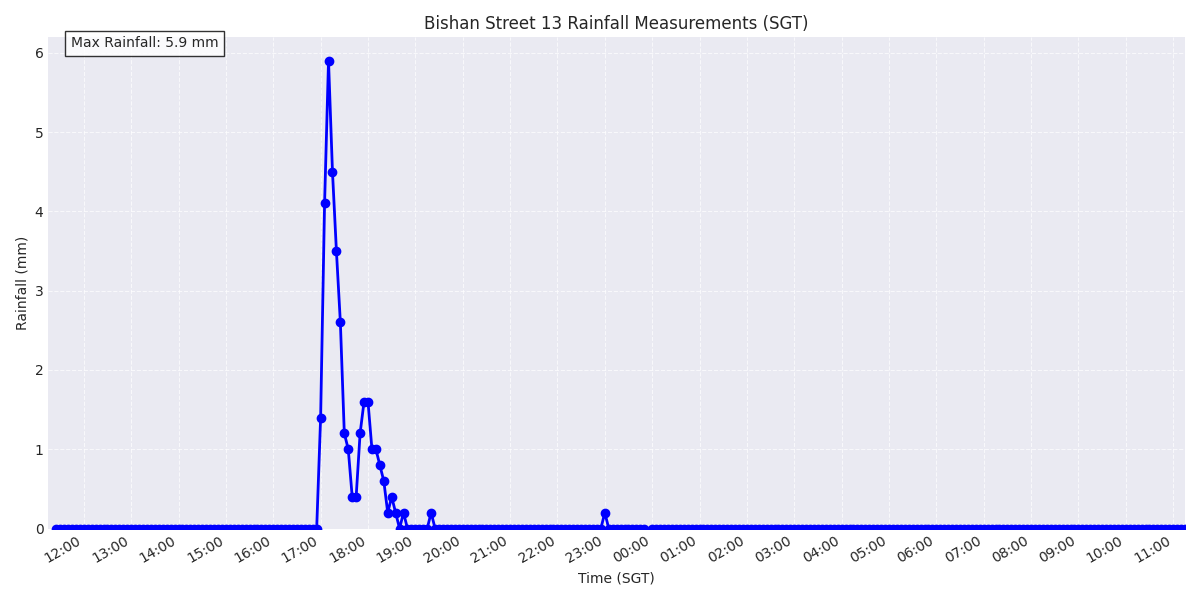 Bishan Street 13 Rainfall Measurements (SGT)
Max Rainfall: 5.9 mm
Rainfall (mm)
6
5
4
3
2
1
0
12:00 13:00 14:00 15:00 16:00 17:00 18:00 19:00 20:00 21:00 22:00 23:00 00:00 01:00 02:00 03:00 04:00 05:00 06:00 07:00 08:00 09:00 10:00 11:00
Time (SGT)